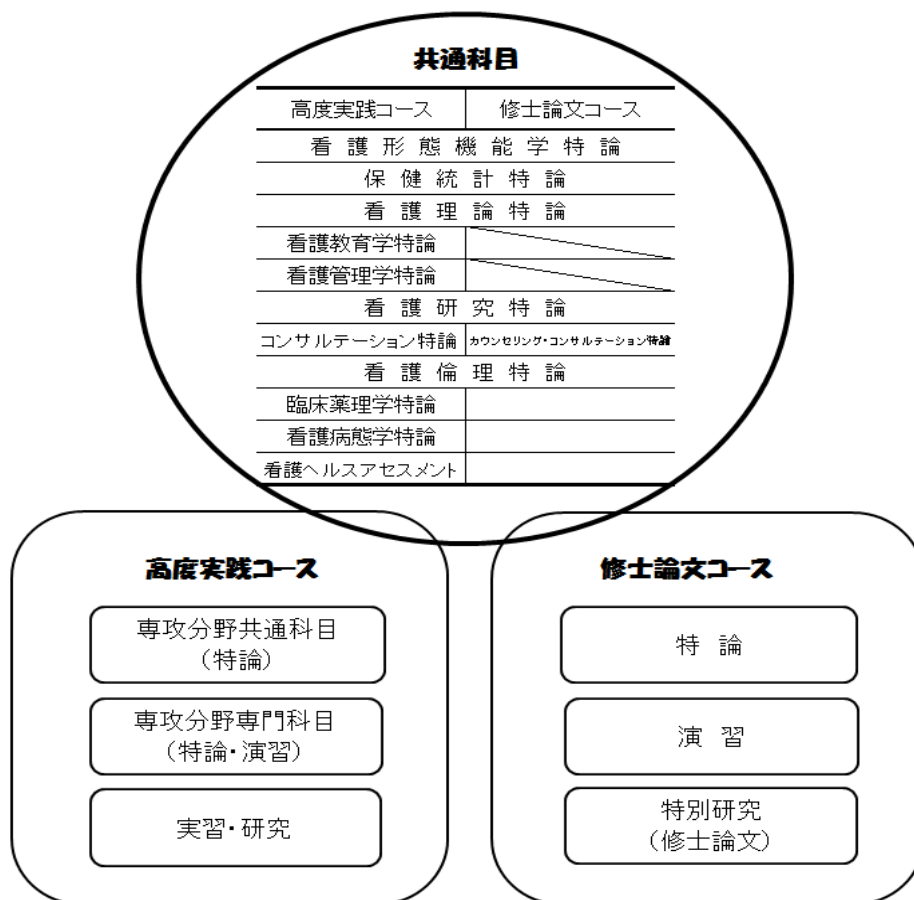 共通科目
高度実践コース 修士論文コース
看護形態機能学特論
保健統計特論
看護理論特論
看護教育学特論
看護管理学特論
看護研究特論
コンサルテーション特論 カウンセリング・コンサルテーション特論
看護倫理特論
臨床薬理学特論
看護病態学特論
看護ヘルスアセスメント
高度実践コース
専攻分野共通科目
(特論)
専攻分野専門科目
(特論・演習)
実習・研究
修士論文コース
特論
演習
特別研究
(修士論文)